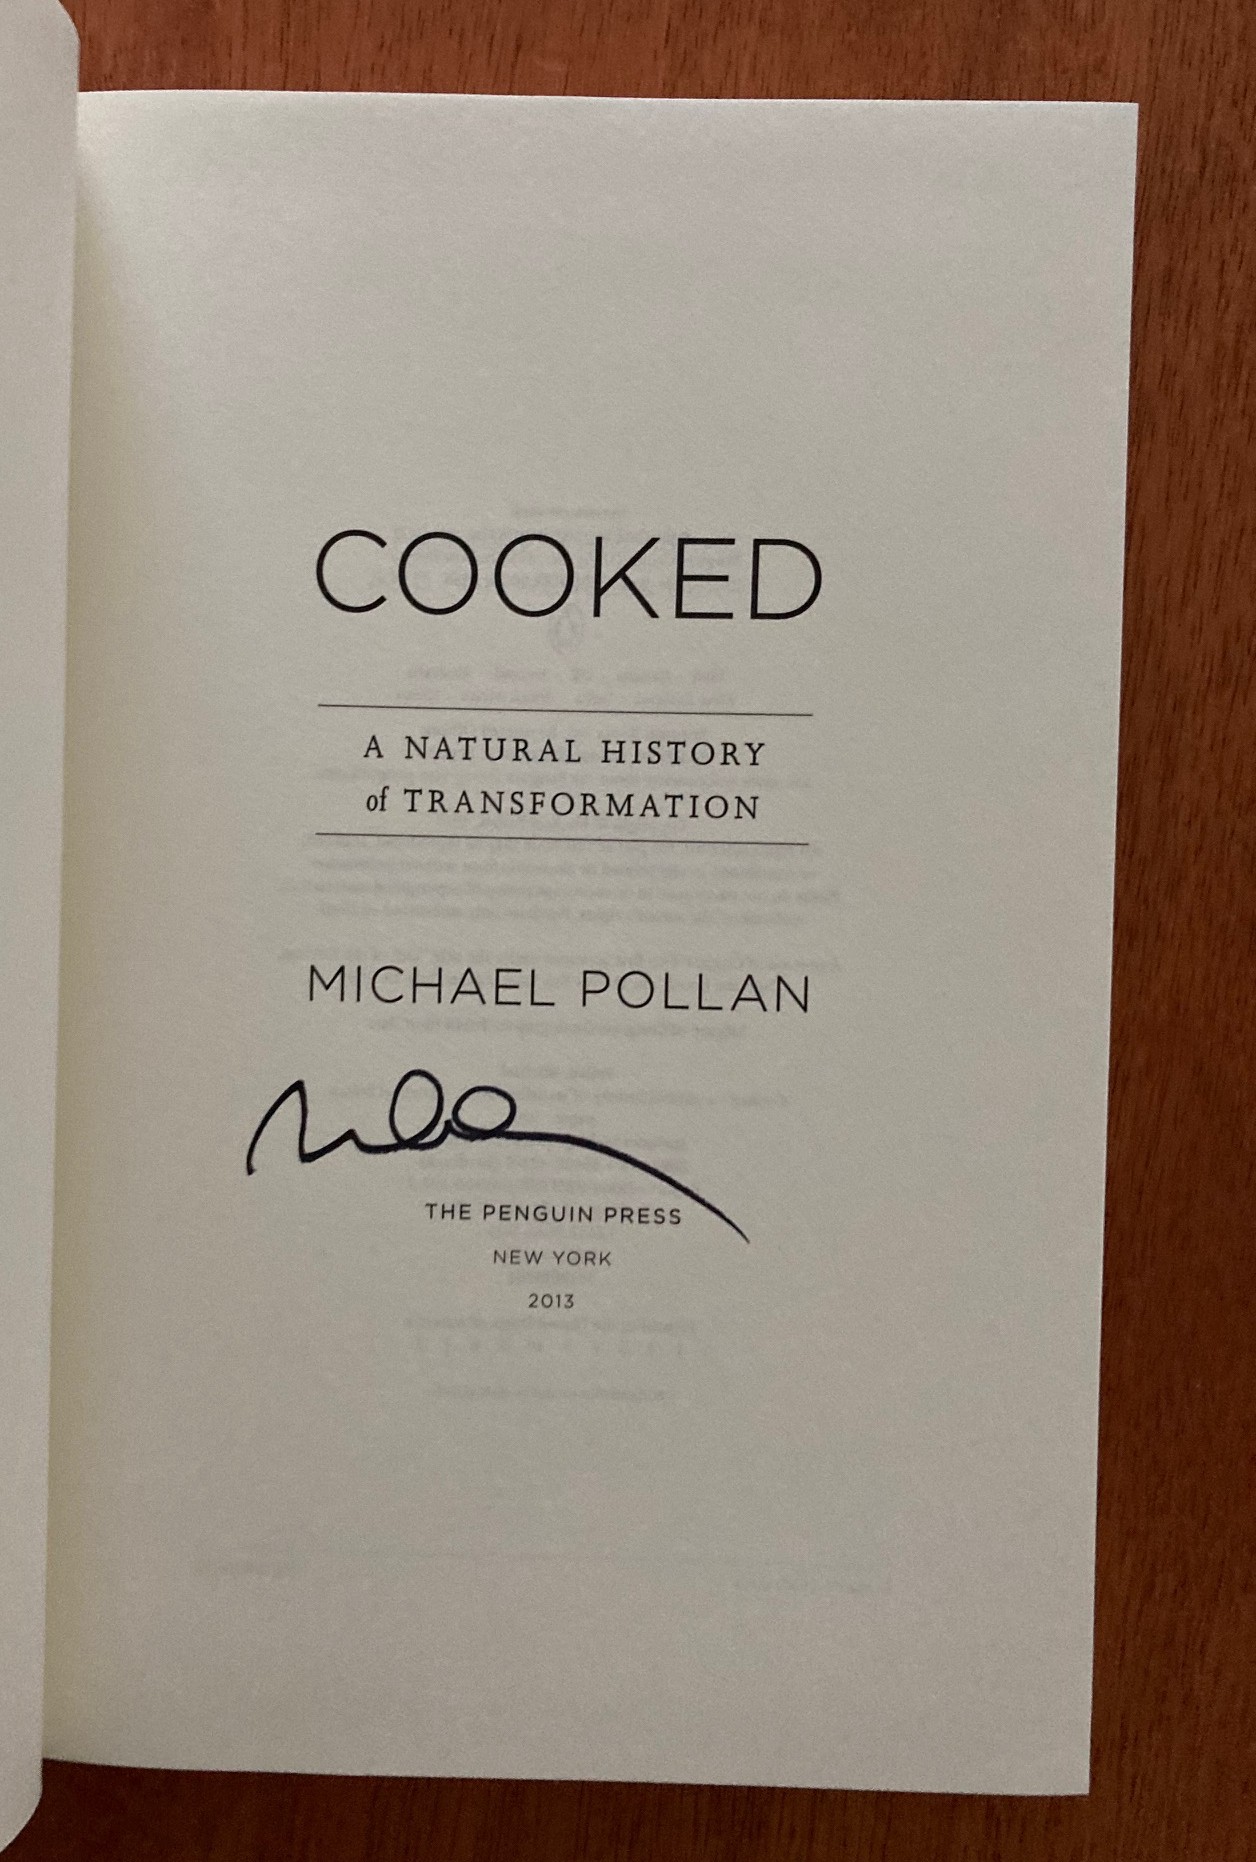 COOKED
A NATURAL HISTORY
of TRANSFORMATION
MICHAEL POLLAN
THE PENGUIN PRESS
NEW YORK
2013